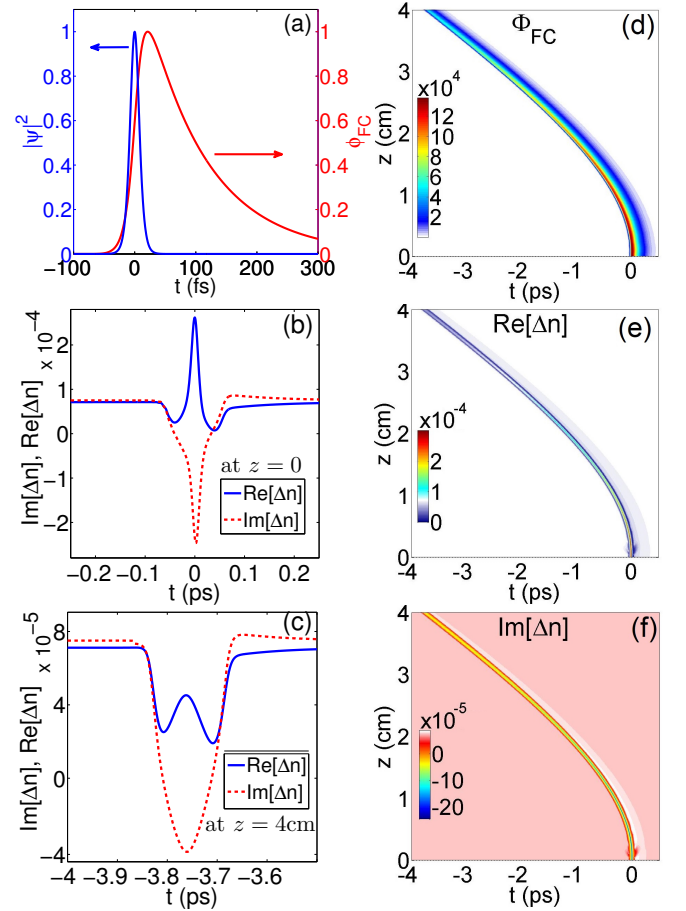 (a)
|ψ|²
1
0.8
0.6
0.4
0.2
0
1
0.8
0.6
0.4
0.2
0
ϕFC
−100 0 100 200 300
t (fs)
(b)
Im[Δn], Re[Δn] × 10⁻⁴
2
1
0
−1
−2
at z = 0
Re[Δn]
Im[Δn]
−0.2 −0.1 0 0.1 0.2
t (ps)
(c)
Im[Δn], Re[Δn] × 10⁻⁵
8
4
0
−4
Re[Δn]
Im[Δn]
at z = 4cm
−4 −3.9 −3.8 −3.7 −3.6
t (ps)
ΦFC (d)
z (cm)
4
3
2
1
0
x10⁴
12
10
8
6
4
2
-4 -3 -2 -1 0
t (ps)
Re[Δn] (e)
z (cm)
4
3
2
1
0
x10⁻⁴
3
2
1
0
-4 -3 -2 -1 0
t (ps)
Im[Δn] (f)
z (cm)
4
3
2
1
0
x10⁻⁵
0
-10
-20
-4 -3 -2 -1 0
t (ps)